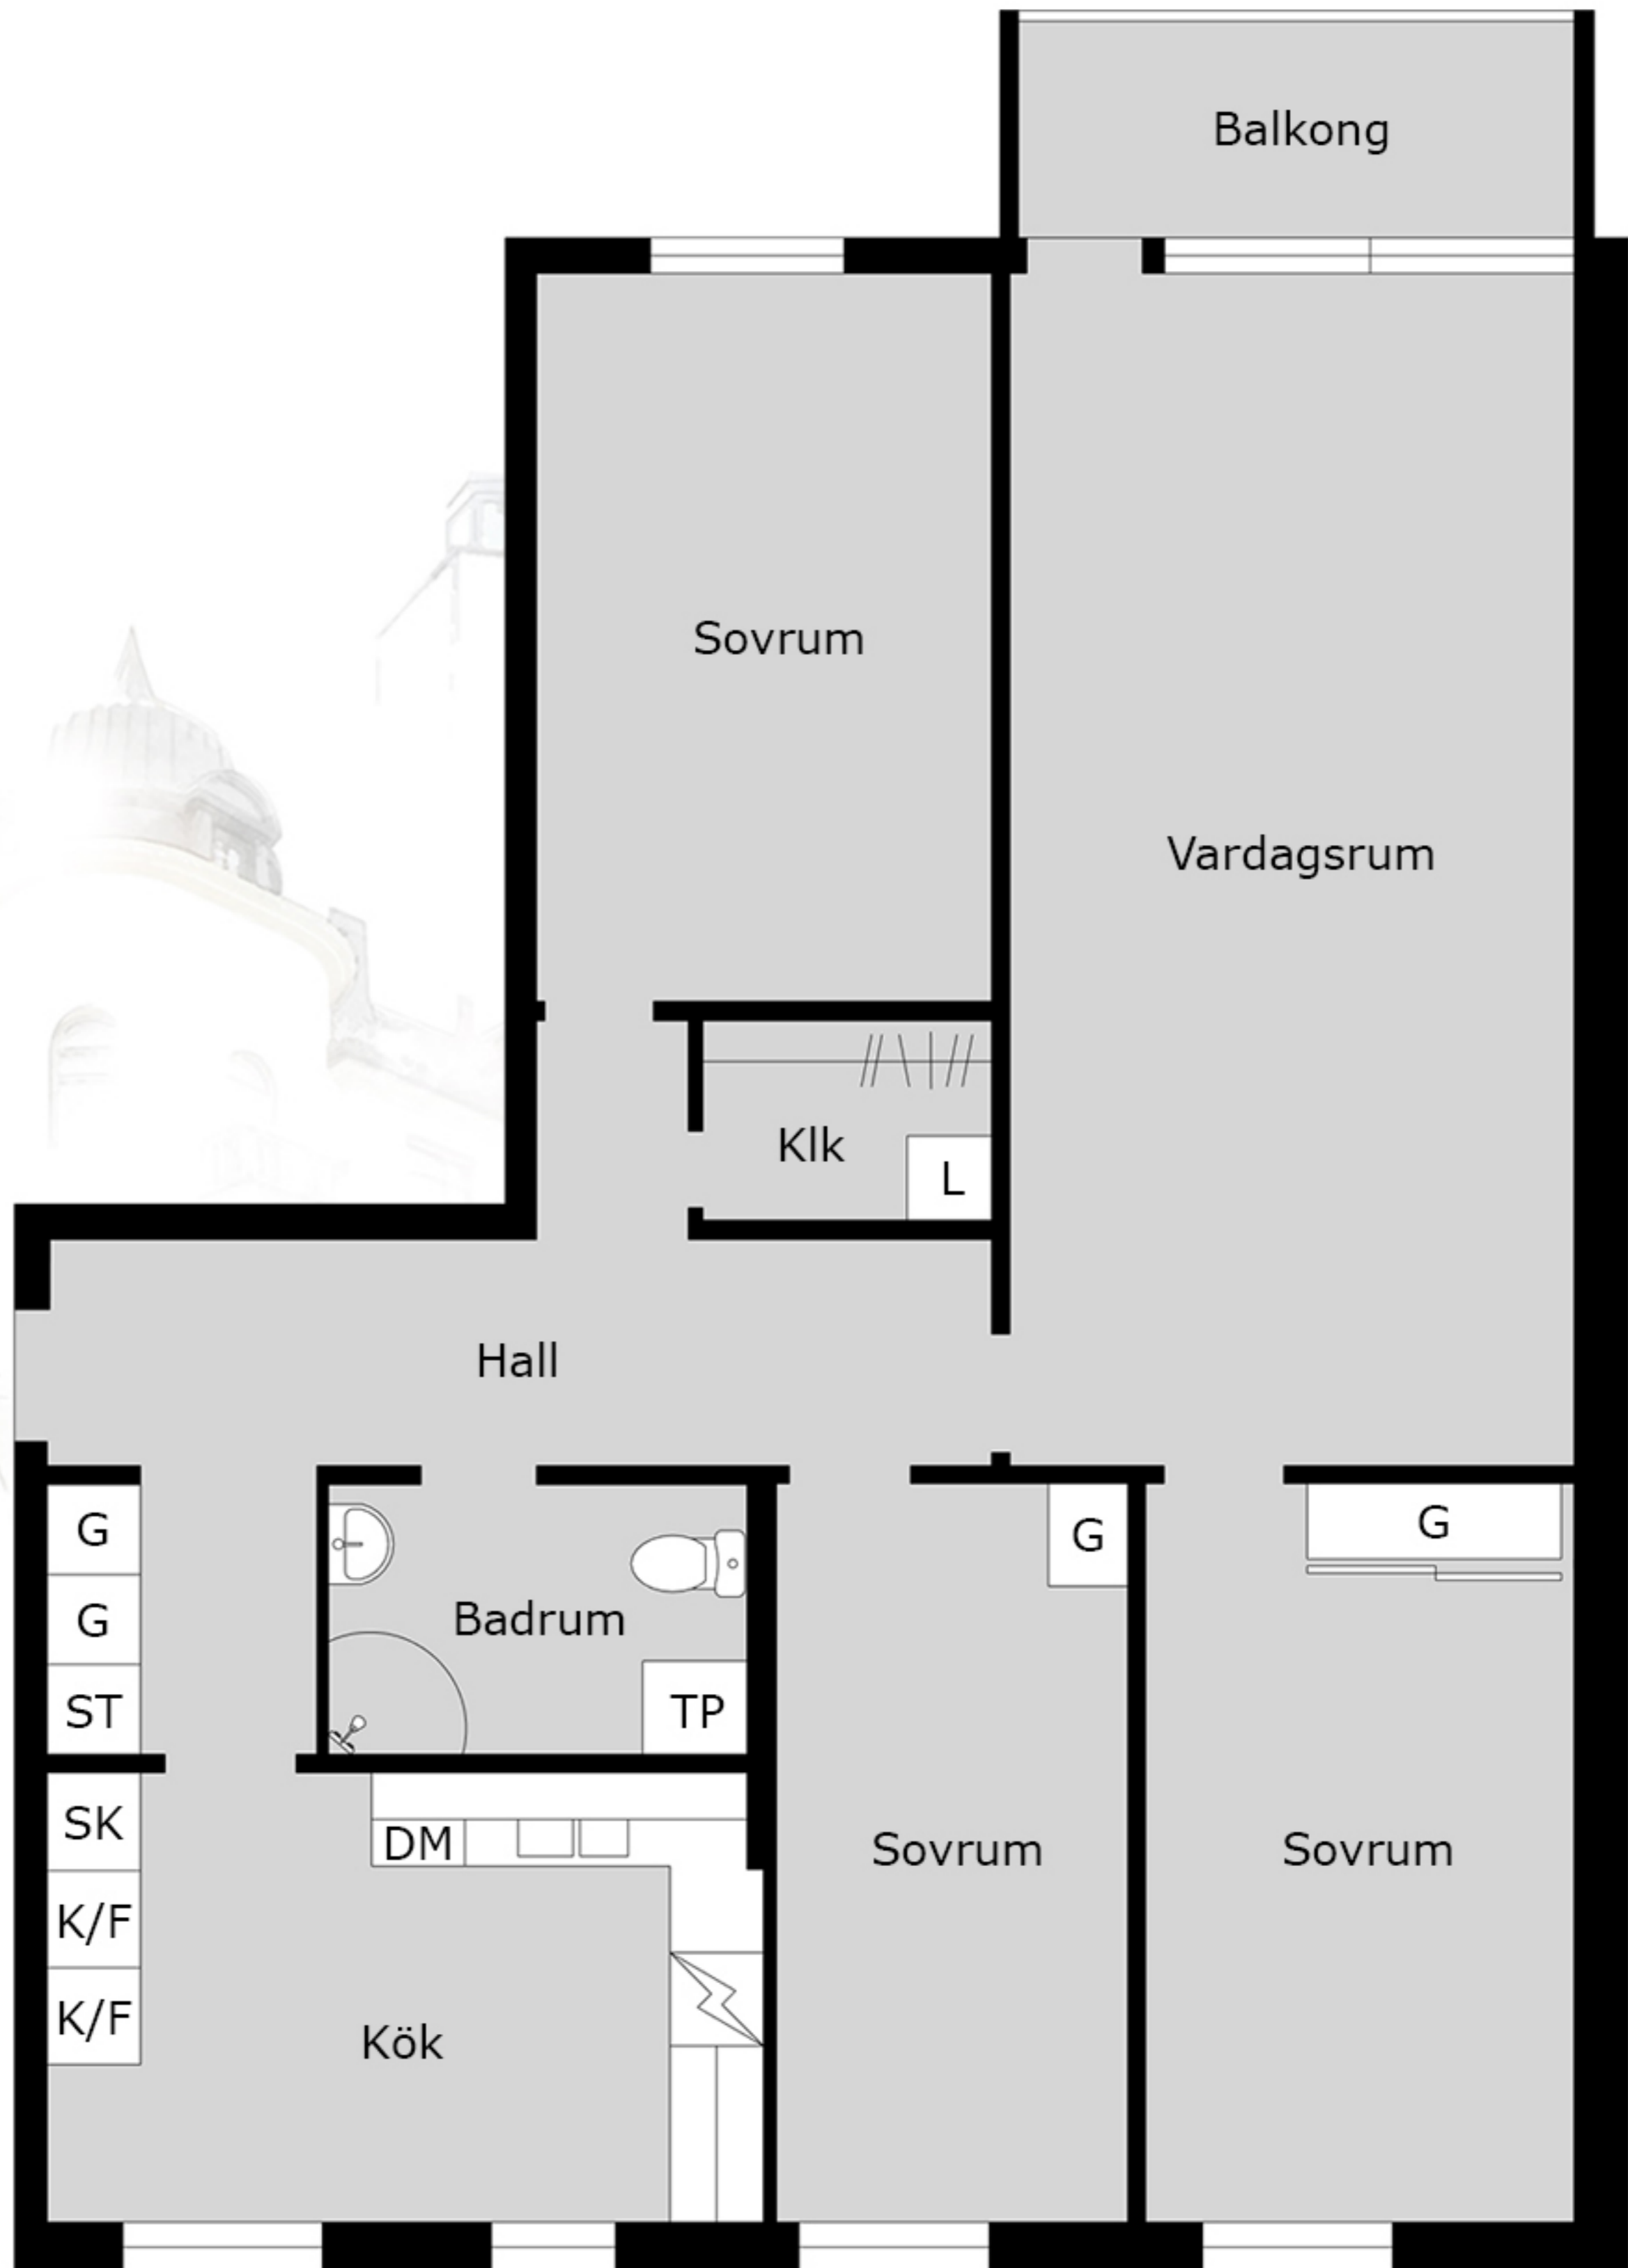 Balkong
Sovrum
Vardagsrum
Klk
L
Hall
G
G
G
G
Badrum
ST
TP
SK
DM
Sovrum
Sovrum
K/F
K/F
Kök